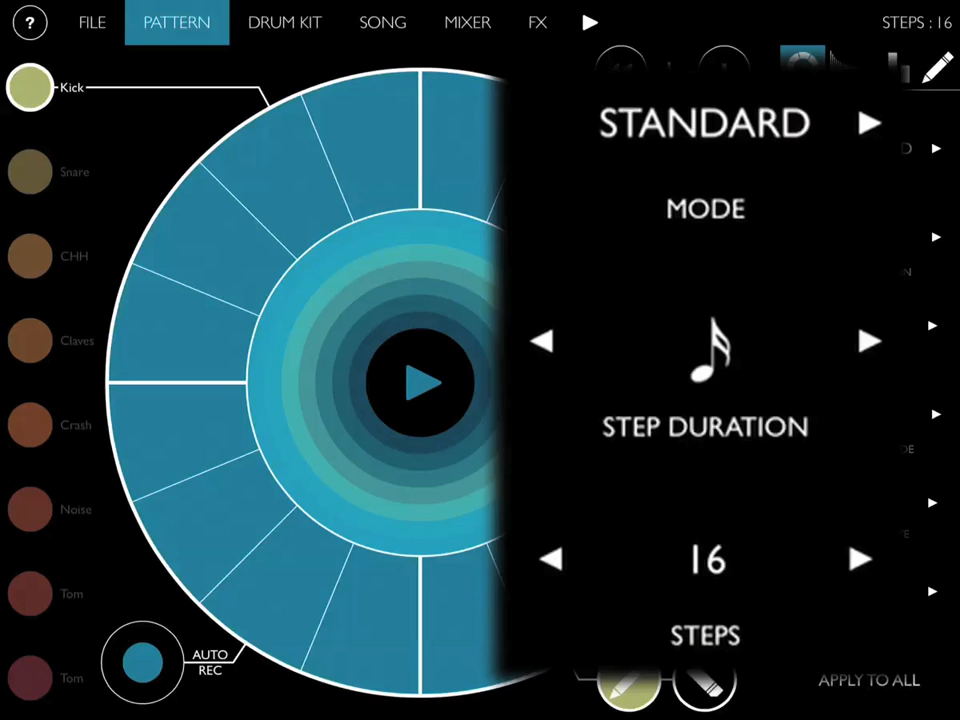 ?
FILE
PATTERN
DRUM KIT
SONG
MIXER
FX
STEPS : 16
Kick
Snare
CHH
Claves
Crash
Noise
Tom
Tom
AUTO
REC
STANDARD
MODE
STEP DURATION
16
STEPS
APPLY TO ALL